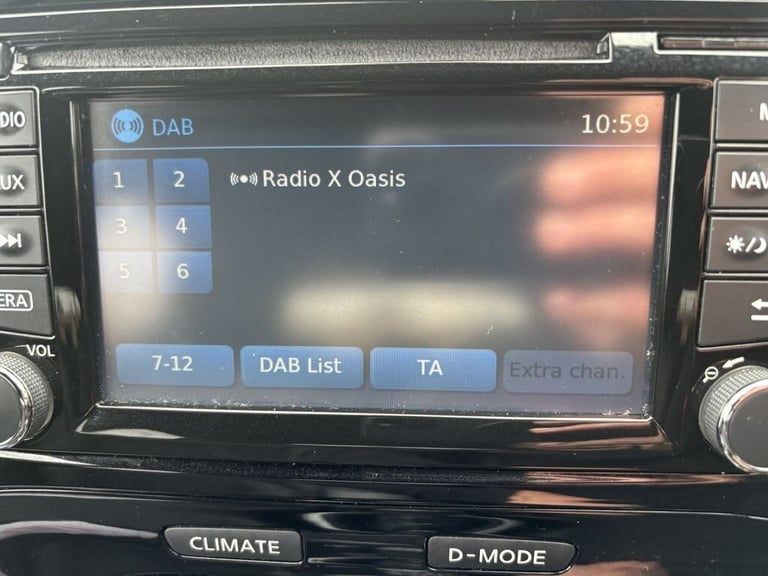 DAB
10:59
DIO
M
1 2
Radio X Oasis
UX
NAV
3 4
5 6
ERA
VOL
7-12
DAB List
TA
Extra chan.
CLIMATE
D-MODE